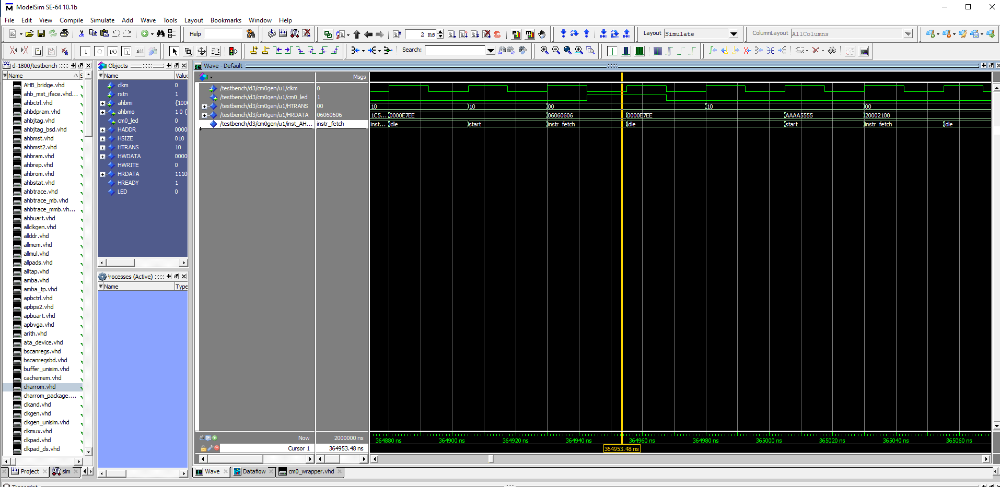 ModelSim SE-64 10.1b
File Edit View Compile Simulate Add Wave Tools Layout Bookmarks Window Help
Help
2 ms
Layout Simulate
ColumnLayout AllColumns
Search:
d-1800/testbench
Name S
AHB_bridge.vhd
ahb_mst_iface.vhd...
ahbctrl.vhd
ahbdpram.vhd
ahbjtag.vhd
ahbjtag_bsd.vhd
ahbmst.vhd
ahbmst2.vhd
ahbram.vhd
ahbrep.vhd
ahbrom.vhd
ahbstat.vhd
ahbtrace.vhd
ahbtrace_mb.vhd
ahbtrace_mmb.vh...
ahbuart.vhd
allclkgen.vhd
allddr.vhd
allmem.vhd
allmul.vhd
allpads.vhd
alltap.vhd
amba.vhd
amba_tp.vhd
apbctrl.vhd
apbps2.vhd
apbuart.vhd
apbvga.vhd
arith.vhd
ata_device.vhd
bscanregs.vhd
bscanregsbd.vhd
buffer_unisim.vhd
cachemem.vhd
charrom.vhd
charrom_package....
clkand.vhd
clkgen.vhd
clkgen_unisim.vhd
clkmux.vhd
clkpad.vhd
clkpad_ds.vhd
Project sim
Objects
Name Value
clkm 0
rstn 1
ahbmi {100
ahbmo 1 0 {
cm0_led 0
HADDR 0000
HSIZE 010
HTRANS 10
HWDATA 0000
HWRITE 0
HRDATA 1110
HREADY 1
LED 0
Processes (Active)
Name Type
Wave - Default
Msgs
/testbench/d3/cm0gen/u1/clkm 0
/testbench/d3/cm0gen/u1/cm0_led 1
/testbench/d3/cm0gen/u1/HTRANS 00 10 10 00 10 00
/testbench/d3/cm0gen/u1/HRDATA 06060606 1C5... 0000E7EE 06060606 0000E7EE AAAA5555 20002100
/testbench/d3/cm0gen/u1/inst_AH... instr_fetch inst... idle start instr_fetch idle start instr_fetch idle
Now 2000000 ns
364880 ns 364900 ns 364920 ns 364940 ns 364960 ns 364980 ns 365000 ns 365020 ns 365040 ns 365060 ns
Cursor 1 364953.48 ns 364953.48 ns
Wave Dataflow cm0_wrapper.vhd
Transcript